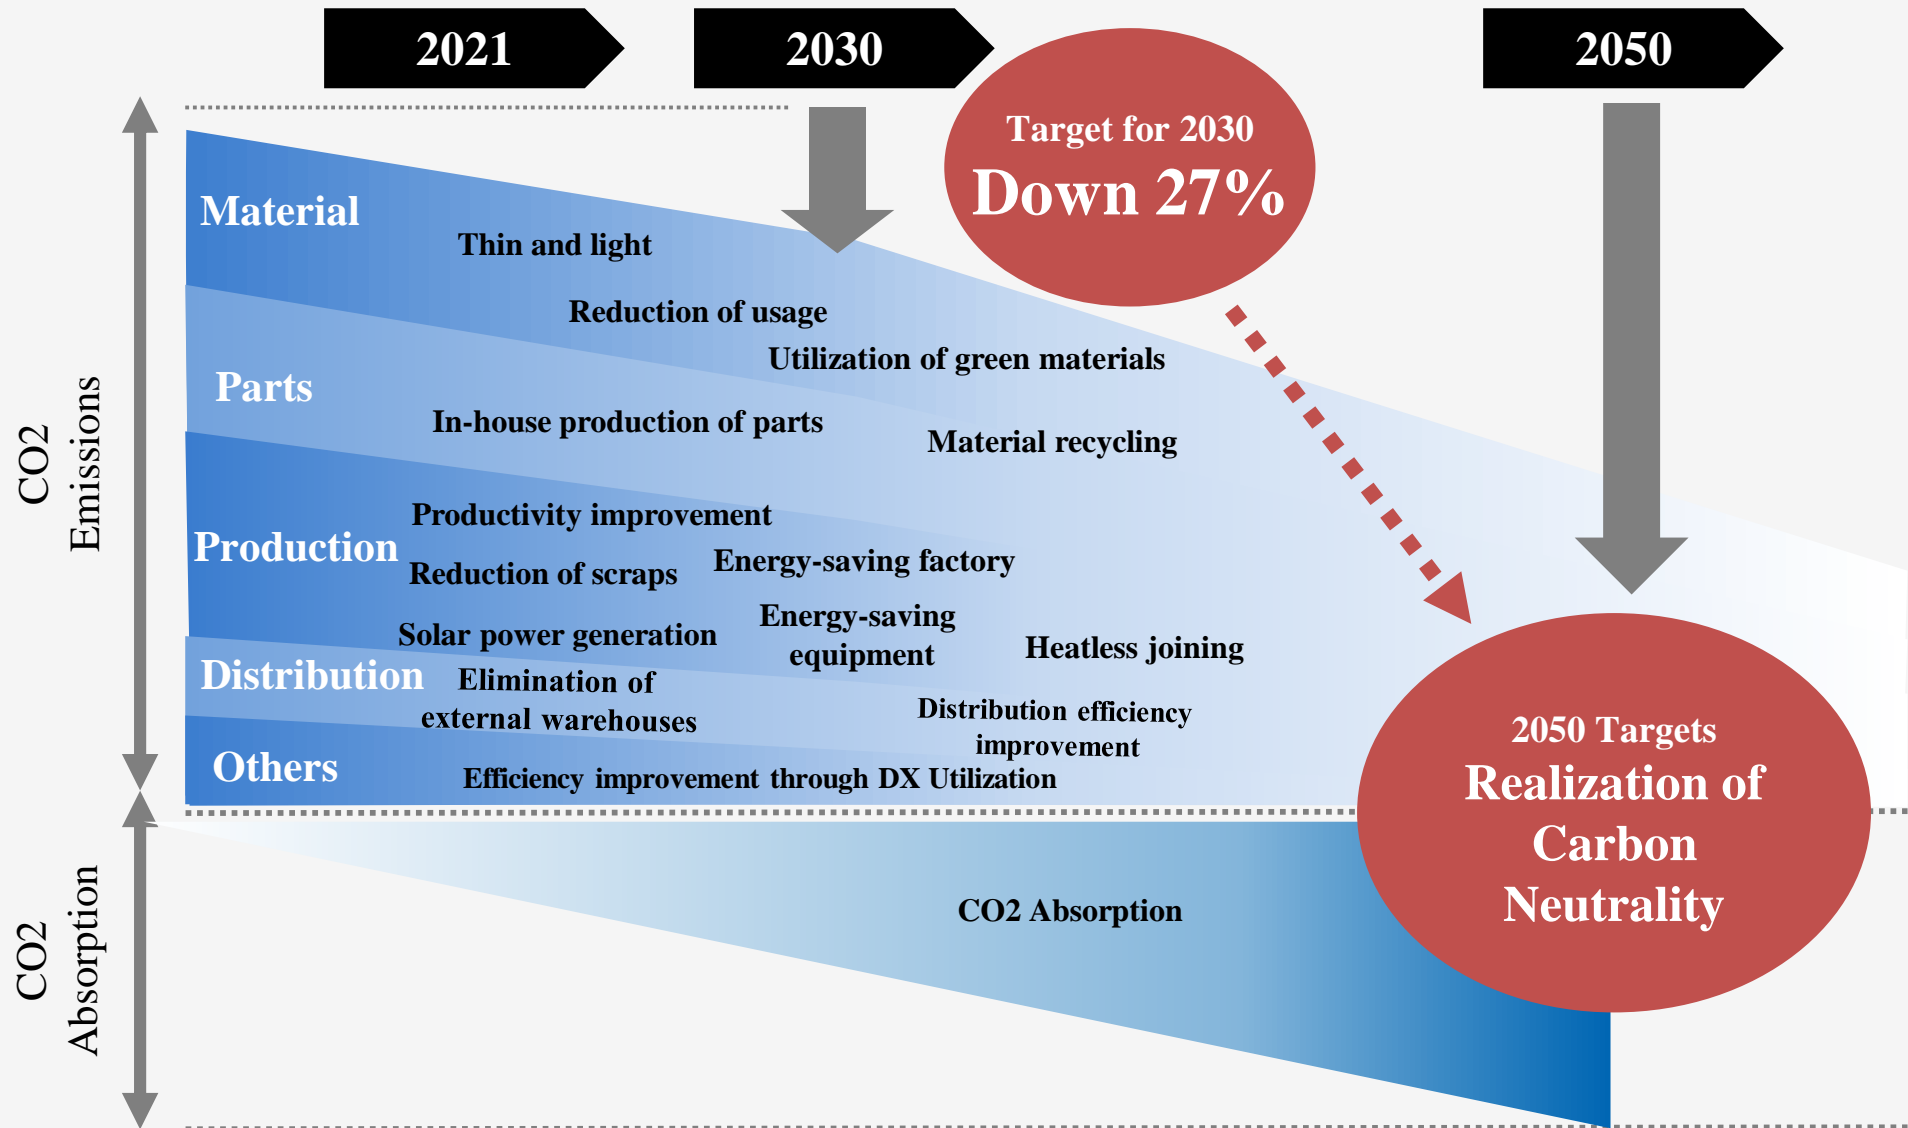 2021
2030
2050
Target for 2030
Down 27%
CO2
Emissions
Material
Thin and light
Reduction of usage
Utilization of green materials
Parts
In-house production of parts
Material recycling
Production
Productivity improvement
Energy-saving factory
Reduction of scraps
Solar power generation
Energy-saving
equipment
Heatless joining
Distribution
Elimination of
external warehouses
Distribution efficiency
improvement
Others
Efficiency improvement through DX Utilization
2050 Targets
Realization of
Carbon
Neutrality
CO2
Absorption
CO2 Absorption